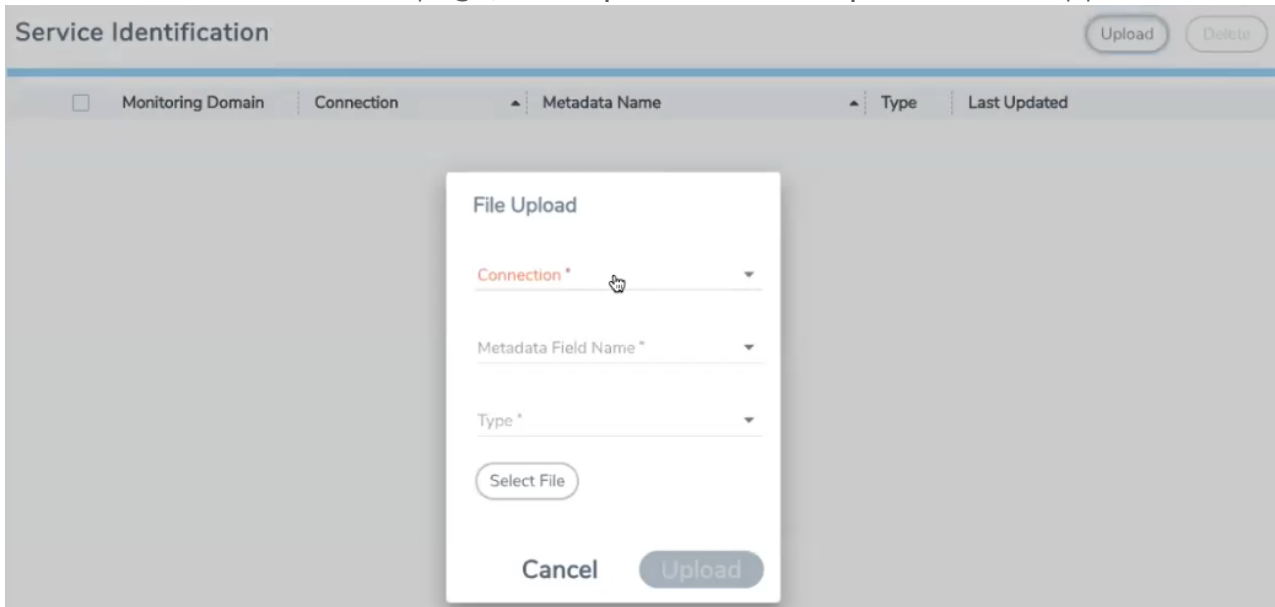 Service Identification Upload Delete
Monitoring Domain Connection Metadata Name Type Last Updated
File Upload
Connection *
Metadata Field Name *
Type *
Select File
Cancel Upload